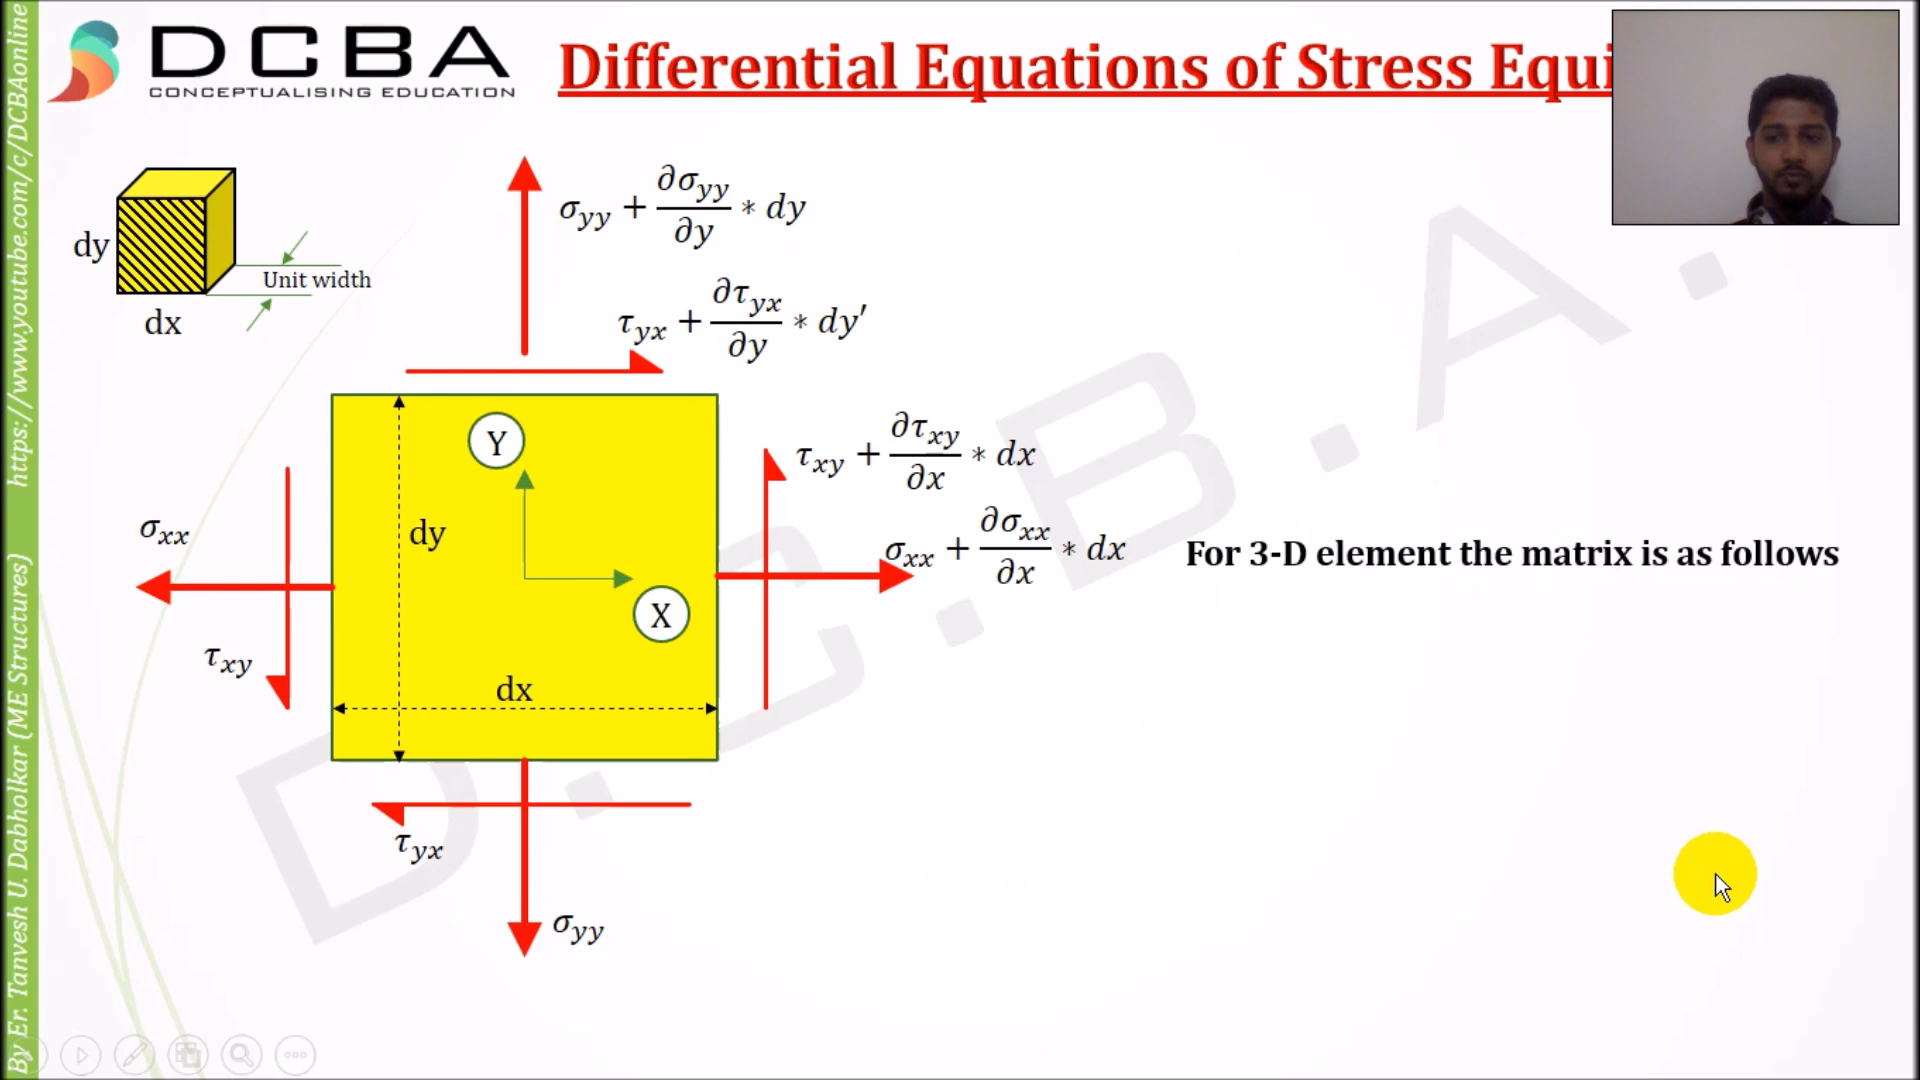 DCBA
CONCEPTUALISING EDUCATION
Differential Equations of Stress Equi
https://www.youtube.com/c/DCBAonline
By Er. Tanvesh U. Dabholkar (ME Structures)
dy
Unit width
dx
σyy + ∂σyy/∂y * dy
τyx + ∂τyx/∂y * dy′
Y
τxy + ∂τxy/∂x * dx
σxx
dy
σxx + ∂σxx/∂x * dx
For 3-D element the matrix is as follows
X
τxy
dx
τyx
σyy
D.C.B.A.